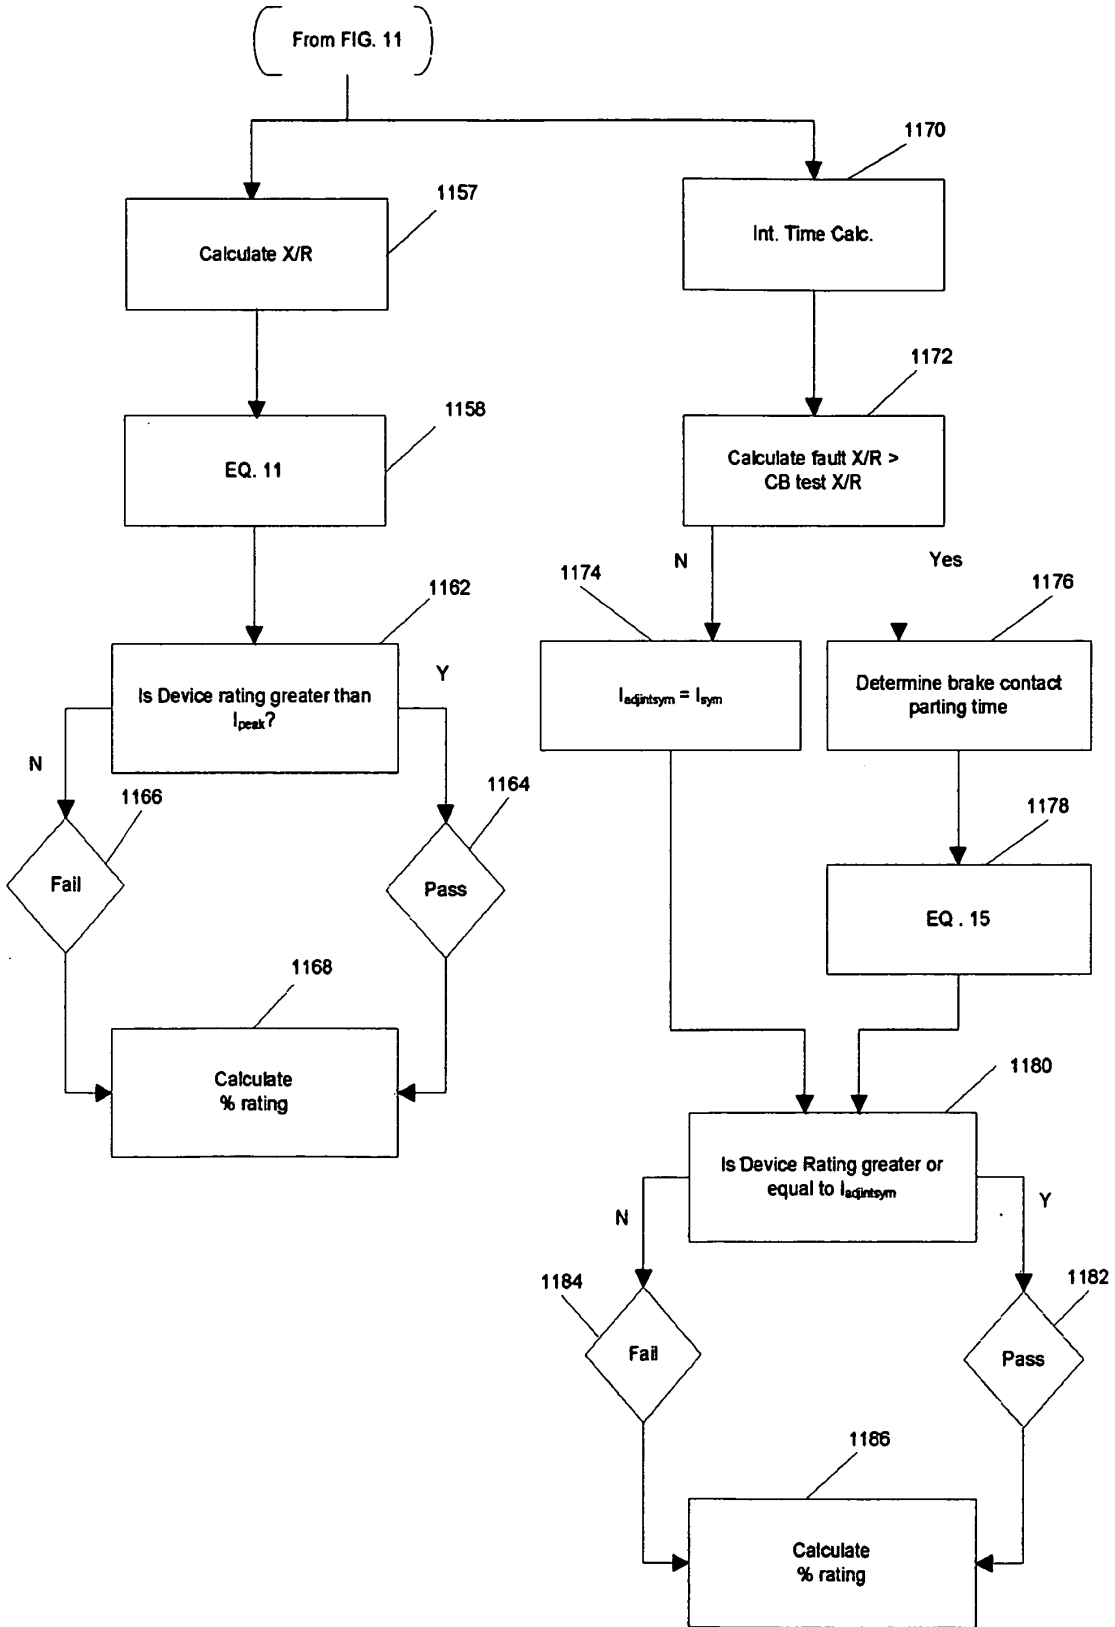 From FIG. 11
1170
1157
Int. Time Calc.
Calculate X/R
1172
1158
Calculate fault X/R >
CB test X/R
EQ. 11
N
Yes
1174
1176
1162
Is Device rating greater than
Ipeak?
Y
Iadjintsym = Isym
Determine brake contact
parting time
N
1166
1164
1178
Fail
Pass
EQ . 15
1168
Calculate
% rating
1180
Is Device Rating greater or
equal to Iadjintsym
N
Y
1184
1182
Fail
Pass
1186
Calculate
% rating